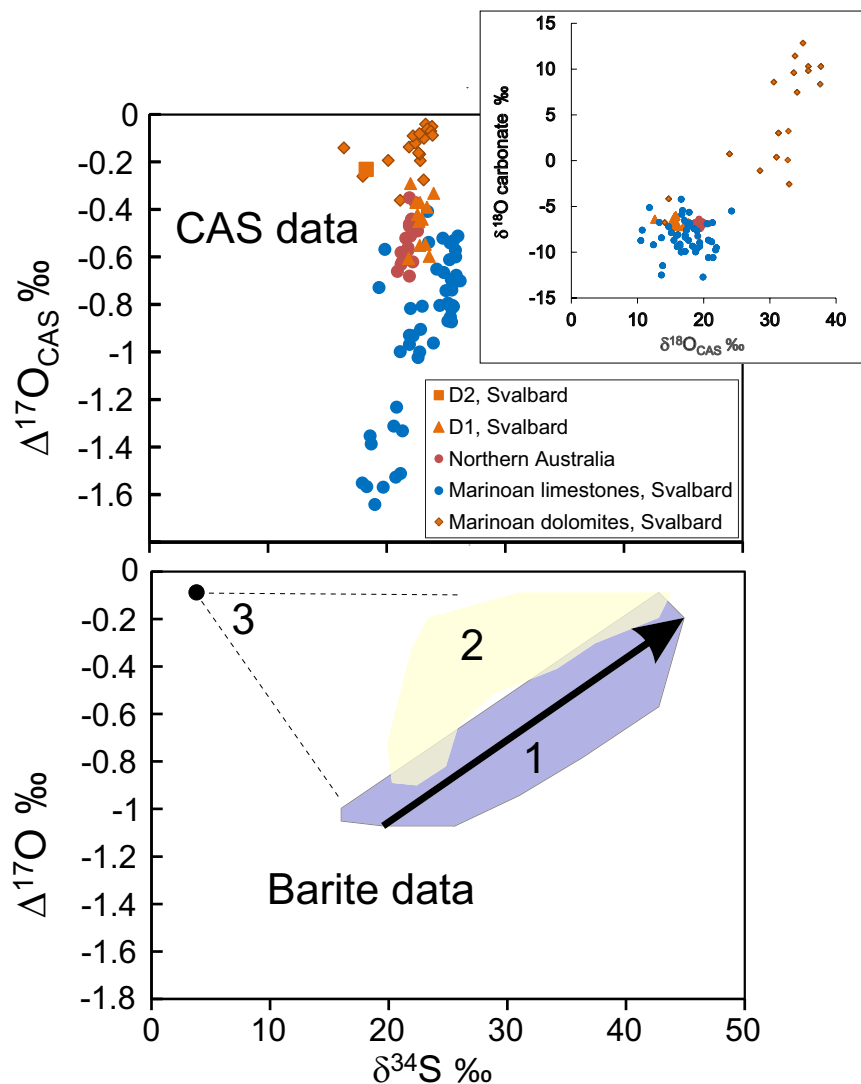 0
-0.2
-0.4
-0.6
-0.8
-1
-1.2
-1.4
-1.6
Δ17OCAS ‰
CAS data
15
10
5
0
-5
-10
-15
δ18O carbonate ‰
0 10 20 30 40
δ18OCAS ‰
D2, Svalbard
D1, Svalbard
Northern Australia
Marinoan limestones, Svalbard
Marinoan dolomites, Svalbard
0
-0.2
-0.4
-0.6
-0.8
-1
-1.2
-1.4
-1.6
-1.8
Δ17O ‰
3
2
1
Barite data
0 10 20 30 40 50
δ34S ‰